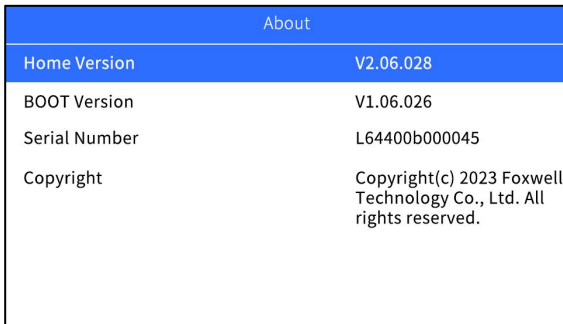 About
Home Version V2.06.028
BOOT Version V1.06.026
Serial Number L64400b000045
Copyright Copyright(c) 2023 Foxwell
Technology Co., Ltd. All
rights reserved.